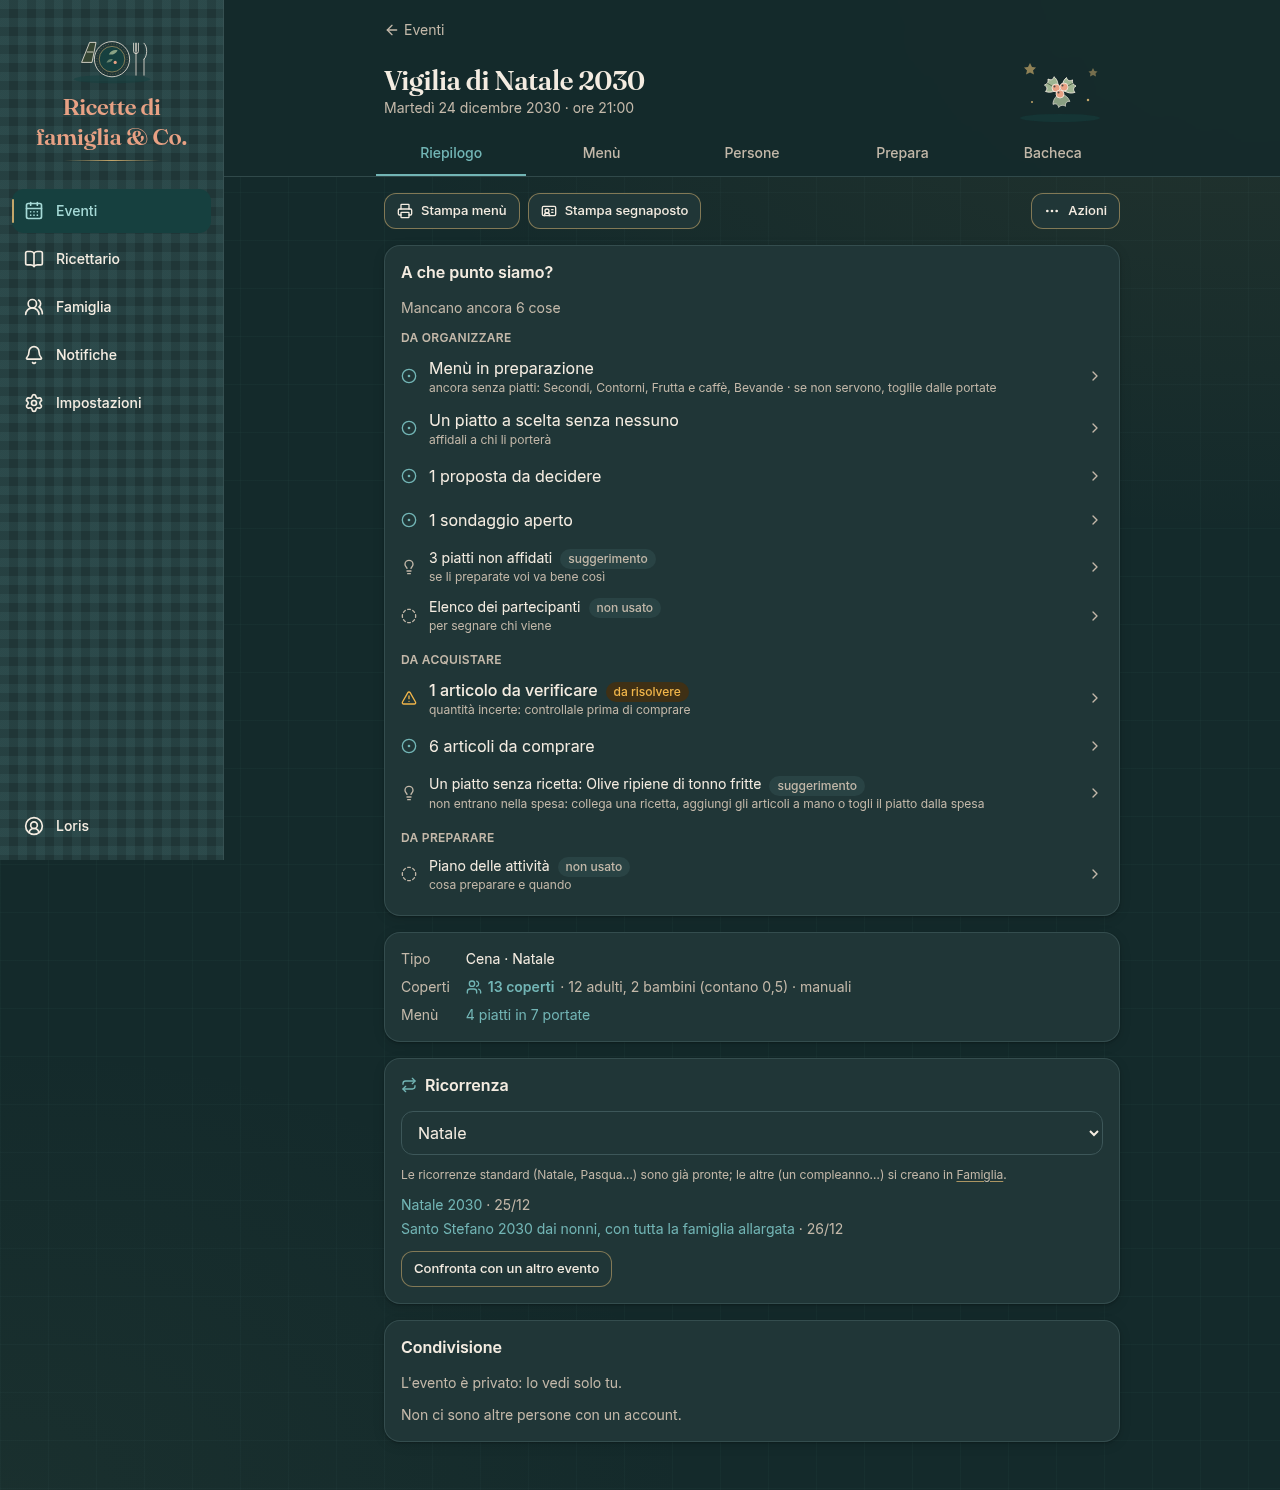 Ricette di
famiglia & Co.
Eventi
Ricettario
Famiglia
Notifiche
Impostazioni
Loris
Eventi
Vigilia di Natale 2030
Martedì 24 dicembre 2030 · ore 21:00
Riepilogo
Menù
Persone
Prepara
Bacheca
Stampa menù
Stampa segnaposto
Azioni
A che punto siamo?
Mancano ancora 6 cose
DA ORGANIZZARE
Menù in preparazione
ancora senza piatti: Secondi, Contorni, Frutta e caffè, Bevande · se non servono, toglile dalle portate
Un piatto a scelta senza nessuno
affidali a chi li porterà
1 proposta da decidere
1 sondaggio aperto
3 piatti non affidati suggerimento
se li preparate voi va bene così
Elenco dei partecipanti non usato
per segnare chi viene
DA ACQUISTARE
1 articolo da verificare da risolvere
quantità incerte: controllale prima di comprare
6 articoli da comprare
Un piatto senza ricetta: Olive ripiene di tonno fritte suggerimento
non entrano nella spesa: collega una ricetta, aggiungi gli articoli a mano o togli il piatto dalla spesa
DA PREPARARE
Piano delle attività non usato
cosa preparare e quando
Tipo Cena · Natale
Coperti 13 coperti · 12 adulti, 2 bambini (contano 0,5) · manuali
Menù 4 piatti in 7 portate
Ricorrenza
Natale
Le ricorrenze standard (Natale, Pasqua…) sono già pronte; le altre (un compleanno…) si creano in Famiglia.
Natale 2030 · 25/12
Santo Stefano 2030 dai nonni, con tutta la famiglia allargata · 26/12
Confronta con un altro evento
Condivisione
L'evento è privato: lo vedi solo tu.
Non ci sono altre persone con un account.